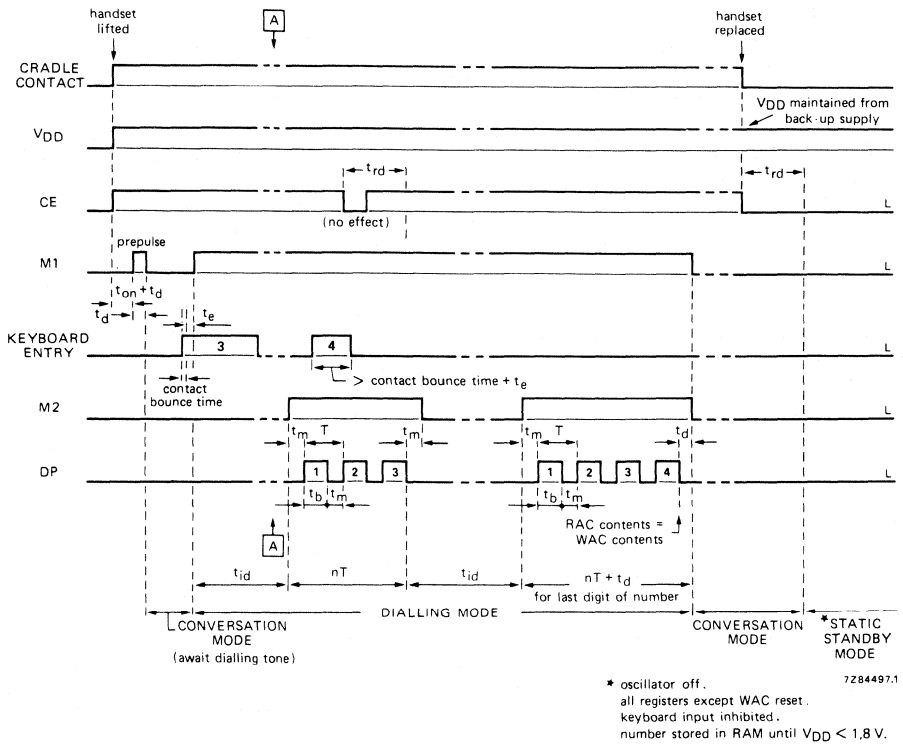 handset lifted
A
handset replaced
CRADLE CONTACT
VDD maintained from back-up supply
VDD
trd
trd
CE
(no effect)
L
prepulse
M1
L
ton + td
td
te
KEYBOARD ENTRY
3
4
L
contact bounce time
> contact bounce time + te
M2
L
tm
T
tm
tm
T
td
DP
1
2
3
1
2
3
4
L
tb
tm
tb
tm
RAC contents = WAC contents
A
tid
nT
tid
nT + td
for last digit of number
CONVERSATION MODE
(await dialling tone)
DIALLING MODE
CONVERSATION MODE
* STATIC STANDBY MODE
7Z84497.1
* oscillator off.
all registers except WAC reset.
keyboard input inhibited.
number stored in RAM until VDD < 1,8 V.